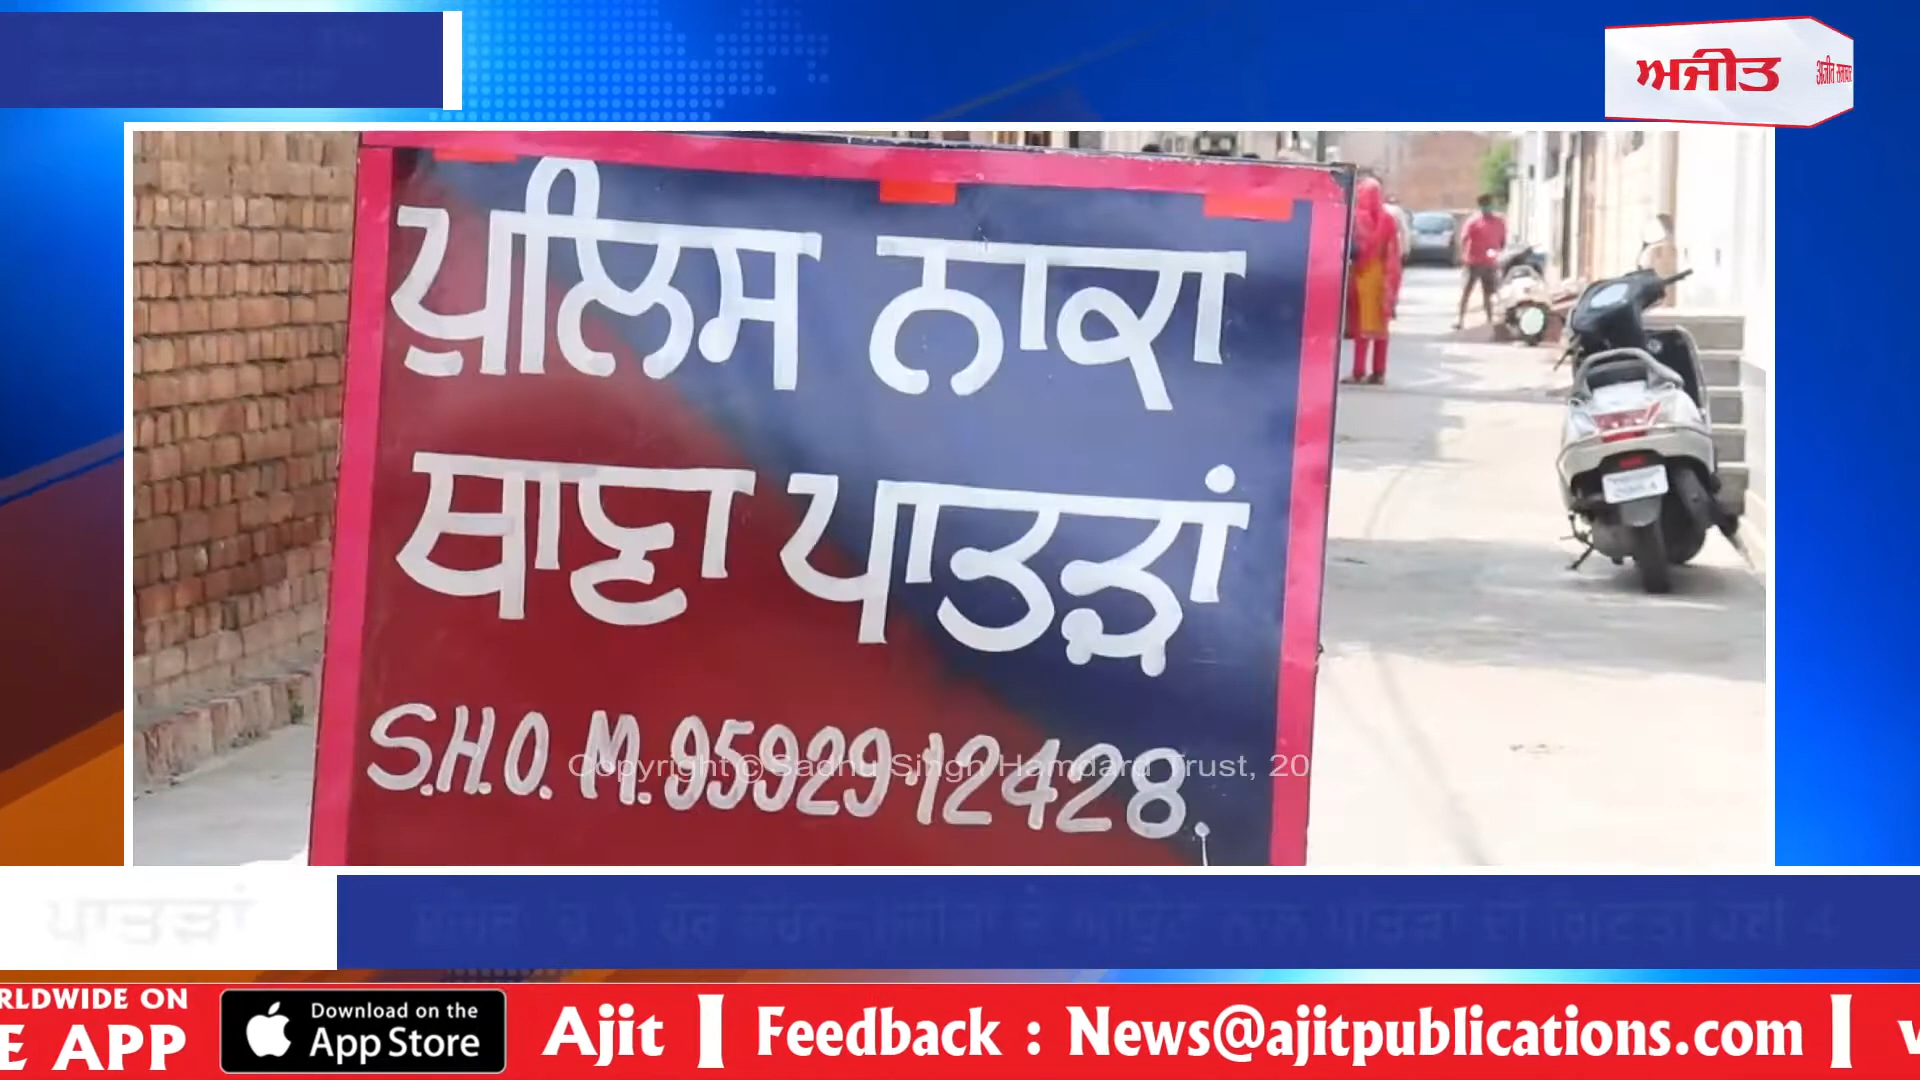 ਅਜੀਤ
ਪੁਲਿਸ ਨਾਕਾ
ਥਾਣਾ ਪਾਤੜਾਂ
S.H.O. M. 95929-12428.
Copyright © Sadhu Singh Hamdard Trust, 20
ਪਾਤੜਾਂ
RLDWIDE ON
E APP
Download on the
App Store
Ajit | Feedback : News@ajitpublications.com |